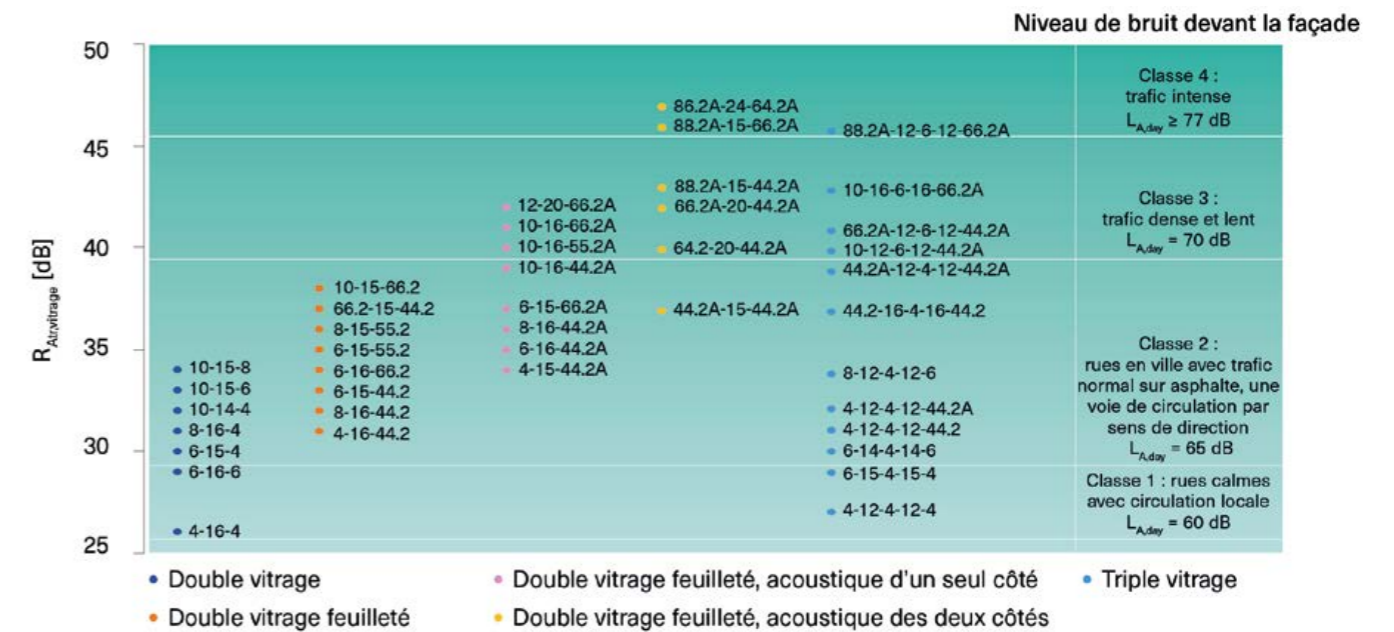 Niveau de bruit devant la façade
50
45
40
35
30
25
R_Atr,vitrage [dB]
10-15-8
10-15-6
10-14-4
8-16-4
6-15-4
6-16-6
4-16-4
10-15-66.2
66.2-15-44.2
8-15-55.2
6-15-55.2
6-16-66.2
6-15-44.2
8-16-44.2
4-16-44.2
12-20-66.2A
10-16-66.2A
10-16-55.2A
10-16-44.2A
6-15-66.2A
8-16-44.2A
6-16-44.2A
4-15-44.2A
86.2A-24-64.2A
88.2A-15-66.2A
88.2A-15-44.2A
66.2A-20-44.2A
64.2-20-44.2A
44.2A-15-44.2A
88.2A-12-6-12-66.2A
10-16-6-16-66.2A
66.2A-12-6-12-44.2A
10-12-6-12-44.2A
44.2A-12-4-12-44.2A
44.2-16-4-16-44.2
8-12-4-12-6
4-12-4-12-44.2A
4-12-4-12-44.2
6-14-4-14-6
6-15-4-15-4
4-12-4-12-4
Classe 4 :
trafic intense
L_A,day ≥ 77 dB
Classe 3 :
trafic dense et lent
L_A,day = 70 dB
Classe 2 :
rues en ville avec trafic
normal sur asphalte, une
voie de circulation par
sens de direction
L_A,day = 65 dB
Classe 1 : rues calmes
avec circulation locale
L_A,day = 60 dB
Double vitrage
Double vitrage feuilleté, acoustique d'un seul côté
Triple vitrage
Double vitrage feuilleté
Double vitrage feuilleté, acoustique des deux côtés